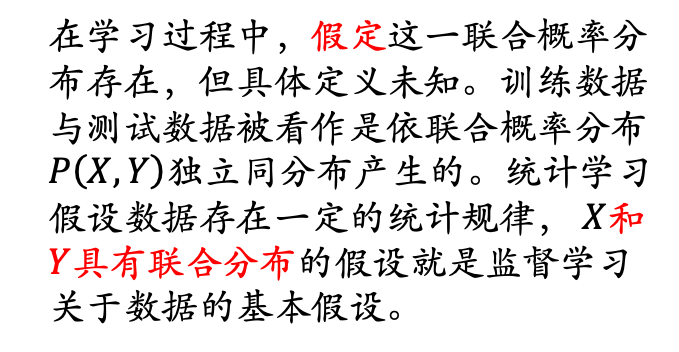 在学习过程中，假定这一联合概率分
布存在，但具体定义未知。训练数据
与测试数据被看作是依联合概率分布
P(X,Y)独立同分布产生的。统计学习
假设数据存在一定的统计规律， X和
Y具有联合分布的假设就是监督学习
关于数据的基本假设。